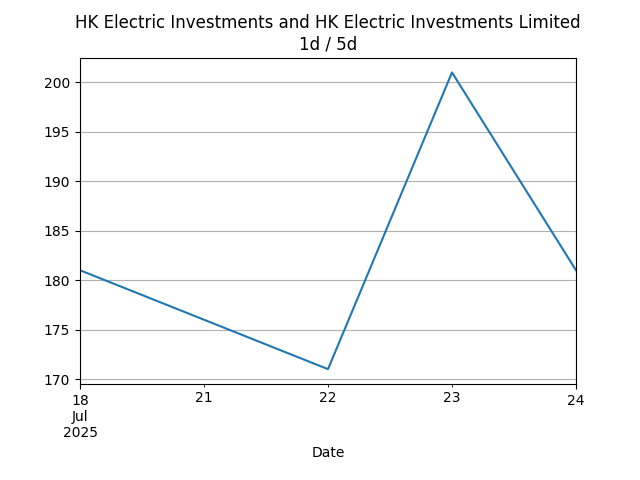 HK Electric Investments and HK Electric Investments Limited
1d / 5d
200
195
190
185
180
175
170
18 21 22 23 24
Jul
2025
Date